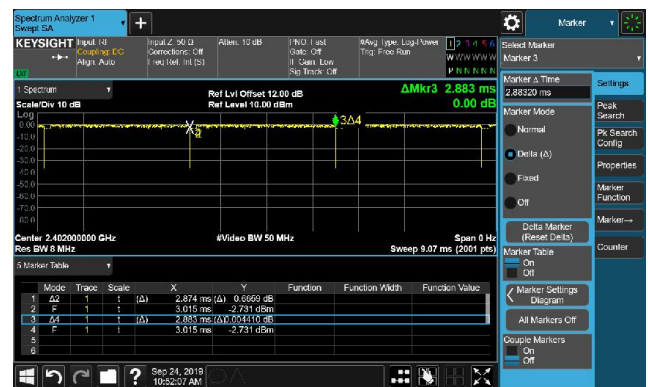 Spectrum Analyzer 1
Swept SA
+
Marker
KEYSIGHT Input: RF
Coupling: DC
Align: Auto
Input Z: 50 Ω
Corrections: Off
Freq Ref: Int (S)
Atten: 10 dB
PNO: Fast
Gate: Off
IF Gain: Low
Sig Track: Off
#Avg Type: Log-Power
Trig: Free Run
1 2 3 4 5 6
W W W W W W
P N N N N N
Select Marker
Marker 3
Marker Δ Time
2.88320 ms
Settings
1 Spectrum
Scale/Div 10 dB
Ref Lvl Offset 12.00 dB
Ref Level 10.00 dBm
ΔMkr3 2.883 ms
0.00 dB
Log
0.00
-10.0
-20.0
-30.0
-40.0
-50.0
-60.0
-70.0
3Δ4
Center 2.402000000 GHz
Res BW 8 MHz
#Video BW 50 MHz
Span 0 Hz
Sweep 9.07 ms (2001 pts)
Marker Mode
Normal
Delta (Δ)
Fixed
Off
Delta Marker
(Reset Delta)
Marker Table
On
Off
Marker Settings
Diagram
All Markers Off
Couple Markers
On
Off
Peak
Search
Pk Search
Config
Properties
Marker
Function
Marker→
Counter
5 Marker Table
Mode Trace Scale X Y Function Function Width Function Value
1 Δ2 1 t (Δ) 2.874 ms (Δ) 0.6659 dB
2 F 1 t 3.015 ms -2.731 dBm
3 Δ4 1 t (Δ) 2.883 ms (Δ) 0.004410 dB
4 F 1 t 3.015 ms -2.731 dBm
5
6
? Sep 24, 2019
10:52:07 AM